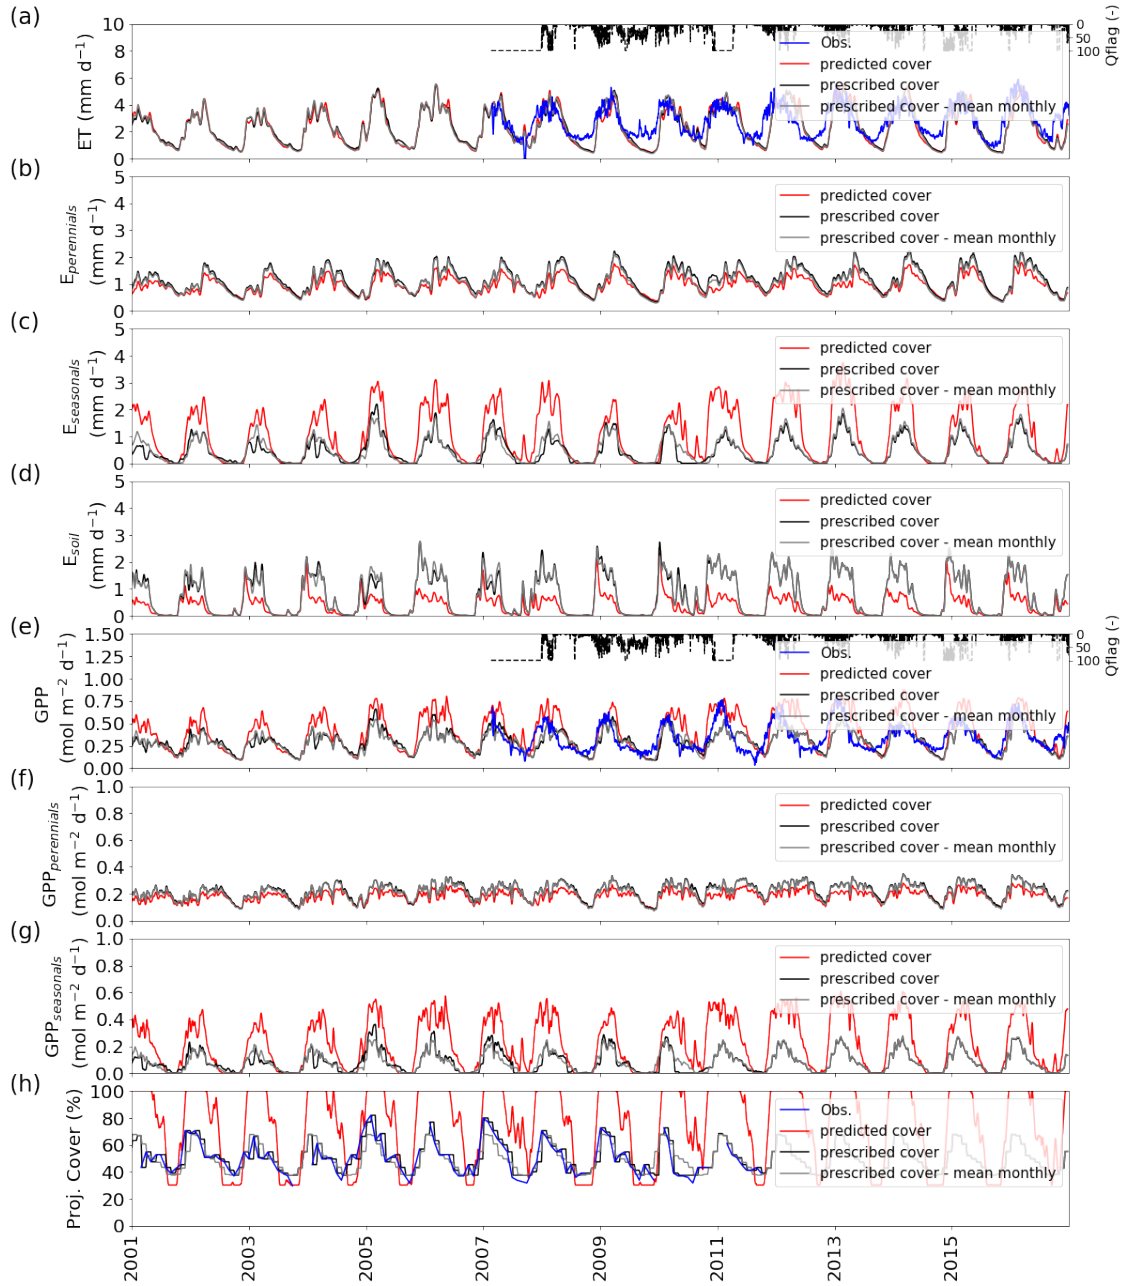 (a)
10
8
6
4
2
0
ET (mm d⁻¹)
Obs.
predicted cover
prescribed cover
prescribed cover - mean monthly
0
50
100
Qflag (-)
(b)
5
4
3
2
1
0
E_perennials
(mm d⁻¹)
predicted cover
prescribed cover
prescribed cover - mean monthly
(c)
5
4
3
2
1
0
E_seasonals
(mm d⁻¹)
predicted cover
prescribed cover
prescribed cover - mean monthly
(d)
5
4
3
2
1
0
E_soil
(mm d⁻¹)
predicted cover
prescribed cover
prescribed cover - mean monthly
(e)
1.50
1.25
1.00
0.75
0.50
0.25
0.00
GPP
(mol m⁻² d⁻¹)
Obs.
predicted cover
prescribed cover
prescribed cover - mean monthly
0
50
100
Qflag (-)
(f)
1.0
0.8
0.6
0.4
0.2
0.0
GPP_perennials
(mol m⁻² d⁻¹)
predicted cover
prescribed cover
prescribed cover - mean monthly
(g)
1.0
0.8
0.6
0.4
0.2
0.0
GPP_seasonals
(mol m⁻² d⁻¹)
predicted cover
prescribed cover
prescribed cover - mean monthly
(h)
100
80
60
40
20
0
Proj. Cover (%)
Obs.
predicted cover
prescribed cover
prescribed cover - mean monthly
2001
2003
2005
2007
2009
2011
2013
2015